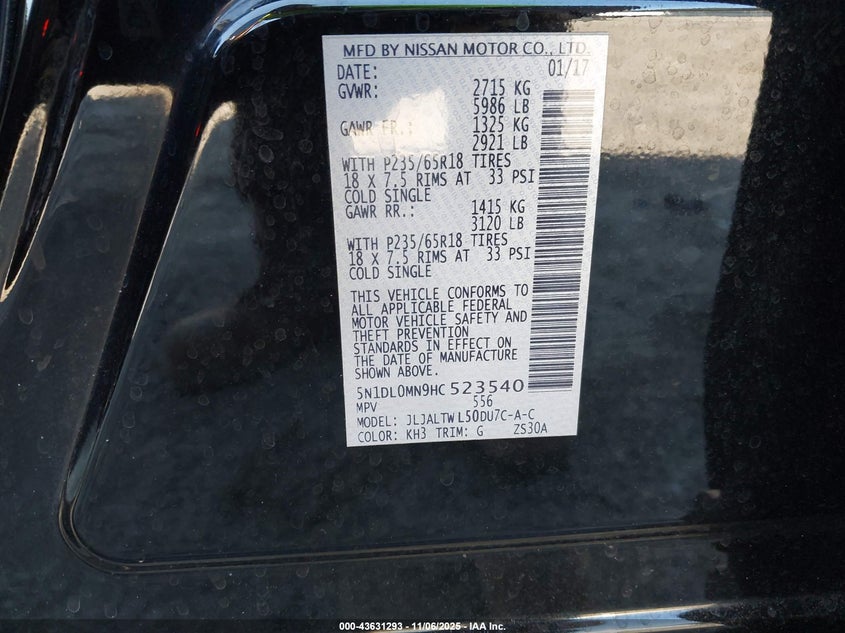 MFD BY NISSAN MOTOR CO., LTD.
DATE: 01/17
GVWR: 2715 KG
5986 LB
GAWR FR.: 1325 KG
2921 LB
WITH P235/65R18 TIRES
18 X 7.5 RIMS AT 33 PSI
COLD SINGLE
GAWR RR.: 1415 KG
3120 LB
WITH P235/65R18 TIRES
18 X 7.5 RIMS AT 33 PSI
COLD SINGLE
THIS VEHICLE CONFORMS TO
ALL APPLICABLE FEDERAL
MOTOR VEHICLE SAFETY AND
THEFT PREVENTION
STANDARDS IN EFFECT ON
THE DATE OF MANUFACTURE
SHOWN ABOVE.
5N1DL0MN9HC 523540
MPV 556
MODEL: JLJALTWL50DU7C-A-C
COLOR: KH3 TRIM: G ZS30A
000-43631293 - 11/06/2025 - IAA Inc.